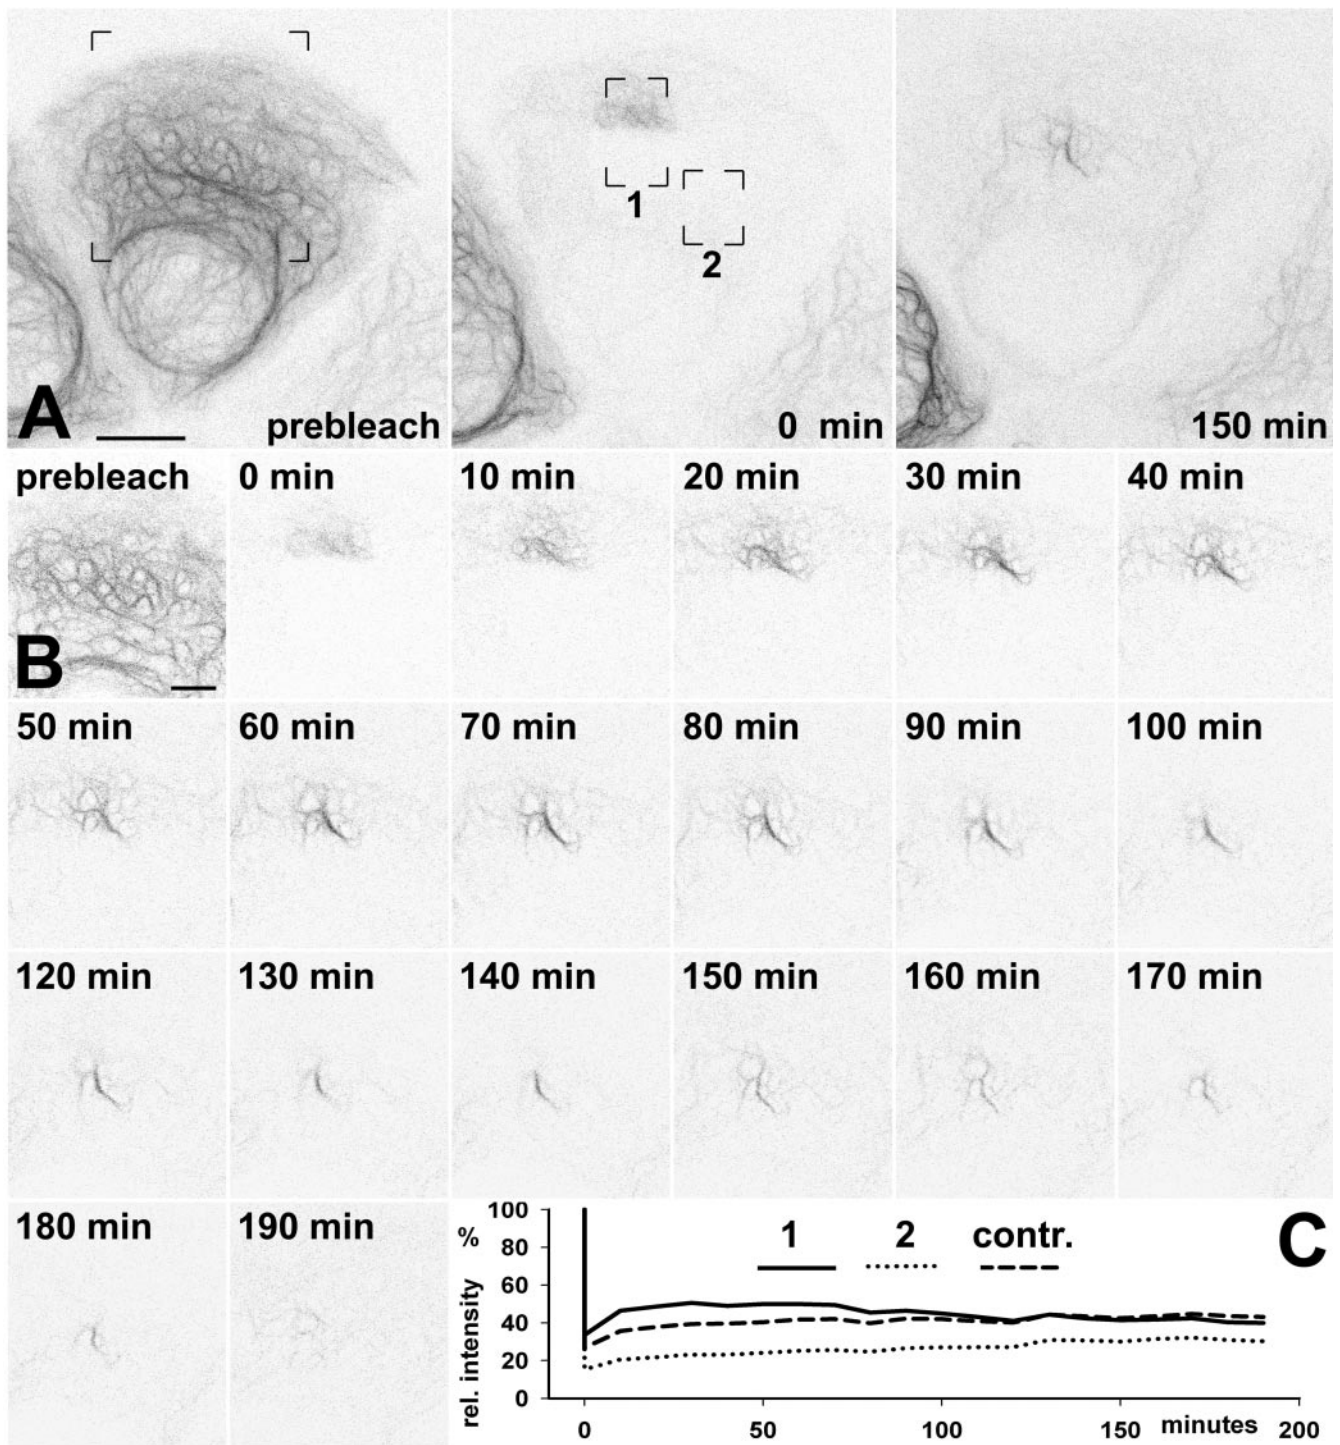 1
2
A
prebleach
0 min
150 min
prebleach
0 min
10 min
20 min
30 min
40 min
B
50 min
60 min
70 min
80 min
90 min
100 min
120 min
130 min
140 min
150 min
160 min
170 min
180 min
190 min
100
%
80
60
40
20
0
rel. intensity
1
2
contr.
C
0
50
100
150
minutes
200